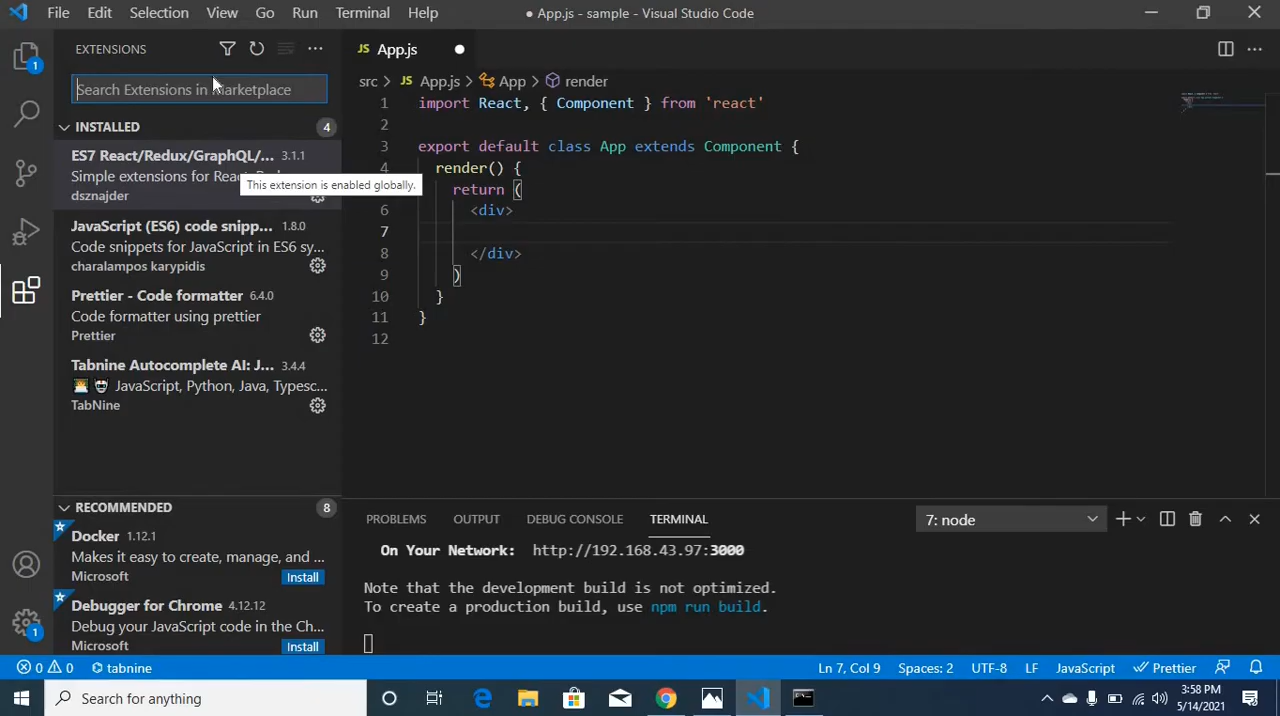 File Edit Selection View Go Run Terminal Help ● App.js - sample - Visual Studio Code
EXTENSIONS
JS App.js
1
Search Extensions in Marketplace
src > JS App.js > App > render
INSTALLED 4
ES7 React/Redux/GraphQL/... 3.1.1
Simple extensions for React, Redu
dsznajder
This extension is enabled globally.
JavaScript (ES6) code snipp... 1.8.0
Code snippets for JavaScript in ES6 sy...
charalampos karypidis
Prettier - Code formatter 6.4.0
Code formatter using prettier
Prettier
Tabnine Autocomplete AI: J... 3.4.4
JavaScript, Python, Java, Typesc...
TabNine
RECOMMENDED 8
Docker 1.12.1
Makes it easy to create, manage, and ...
Microsoft Install
Debugger for Chrome 4.12.12
Debug your JavaScript code in the Ch...
Microsoft Install
1
1 import React, { Component } from 'react'
2
3 export default class App extends Component {
4 render() {
return (
6 <div>
7
8 </div>
9 )
10 }
11 }
12
PROBLEMS OUTPUT DEBUG CONSOLE TERMINAL 7: node
On Your Network: http://192.168.43.97:3000
Note that the development build is not optimized.
To create a production build, use npm run build.
0 0 tabnine Ln 7, Col 9 Spaces: 2 UTF-8 LF JavaScript Prettier
Search for anything
3:58 PM
5/14/2021